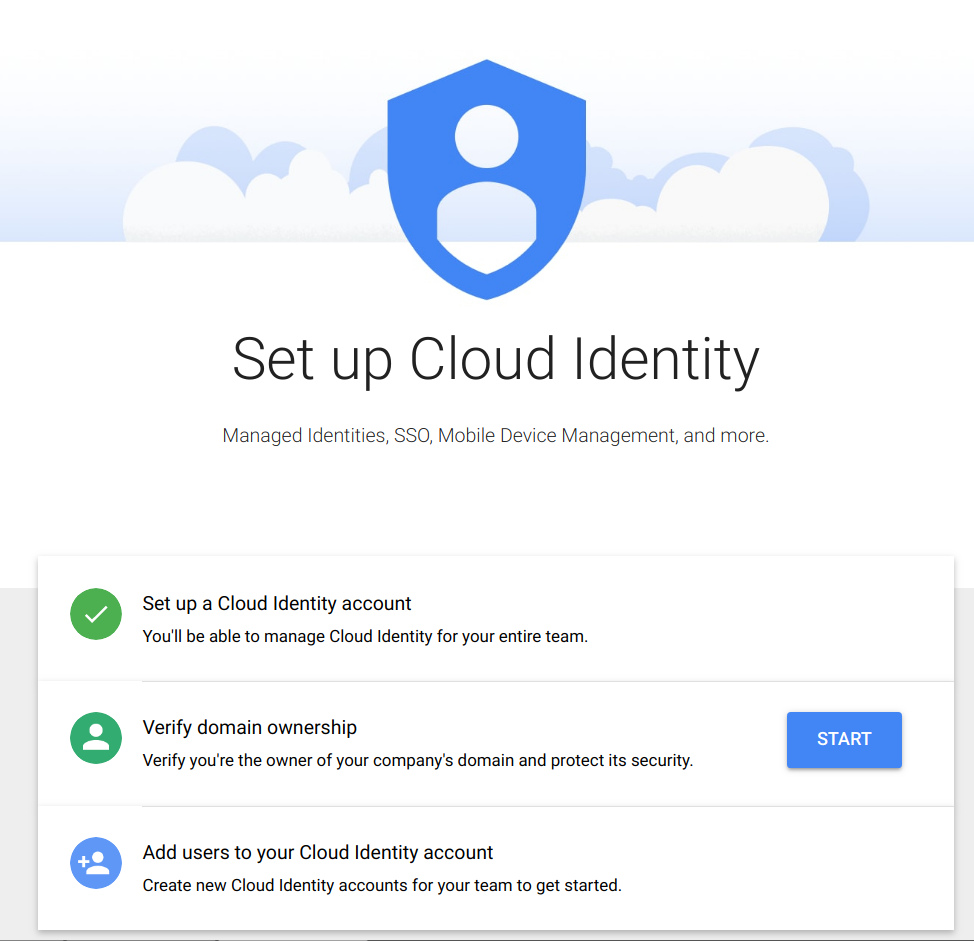 Set up Cloud Identity
Managed Identities, SSO, Mobile Device Management, and more.
Set up a Cloud Identity account
You'll be able to manage Cloud Identity for your entire team.
Verify domain ownership
Verify you're the owner of your company's domain and protect its security.
START
Add users to your Cloud Identity account
Create new Cloud Identity accounts for your team to get started.